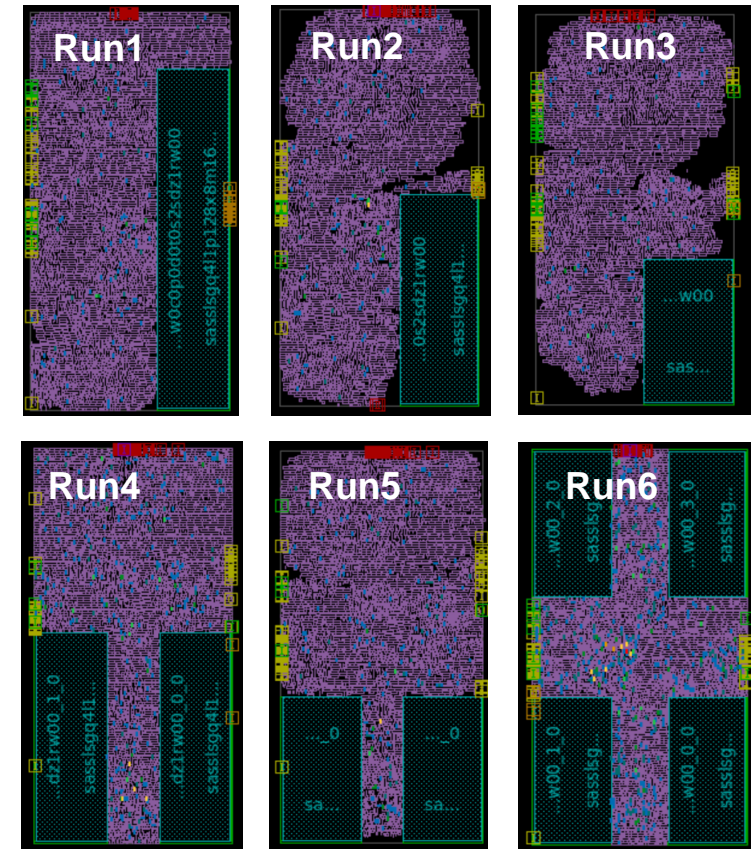 Run1
...w0c0p0d0t0s2sdz1rw00
sasslsgq4l1p128x8m16...
Run2
...0s2sdz1rw00
sasslsgq4l1...
Run3
...w00
sas...
Run4
...dz1rw00_1_0
sasslsgq4l1...
...dz1rw00_0_0
sasslsgq4l1...
Run5
..._0
sa...
..._0
sa...
Run6
...w00_2_0
sasslsg...
...w00_3_0
sasslsg...
...w00_1_0
sasslsg...
...w00_0_0
sasslsg...